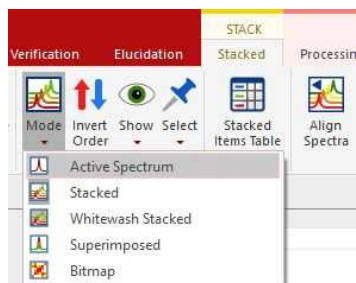 STACK
Verification Elucidation Stacked Processin
Mode Invert Order Show Select Stacked Items Table Align Spectra
Active Spectrum
Stacked
Whitewash Stacked
Superimposed
Bitmap